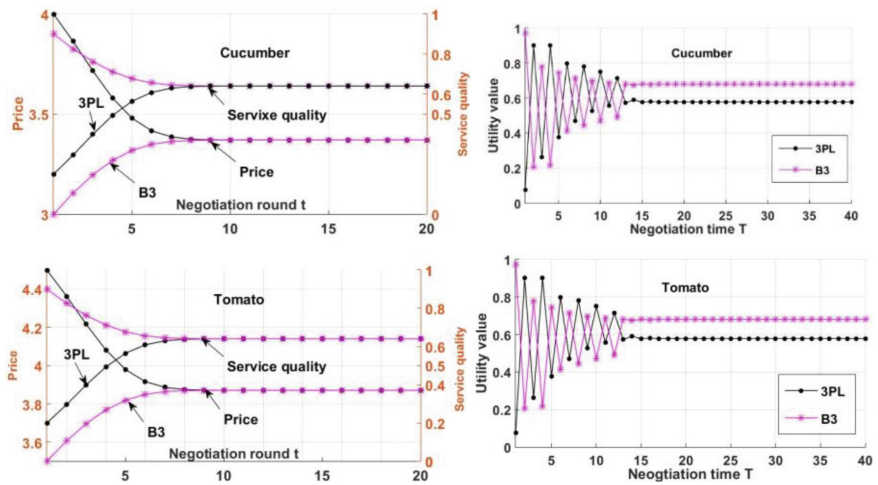 4
3.5
3
Price
Cucumber
3PL
Servixe quality
Price
B3
Negotiation round t
5
10
15
20
1
0.8
0.6
0.5
0.4
0.2
0
Service quality
1
0.8
0.6
0.4
0.2
0
Utility value
Cucumber
3PL
B3
5
10
15
20
25
30
35
40
Negotiation time T
4.4
4.2
4
3.8
3.6
Price
Tomato
3PL
Service quality
Price
B3
Negotiation round t
5
10
15
20
1
0.8
0.6
0.4
0.2
0
Service quality
1
0.8
0.6
0.4
0.2
0
Utility value
Tomato
3PL
B3
5
10
15
20
25
30
35
40
Neogtiation time T